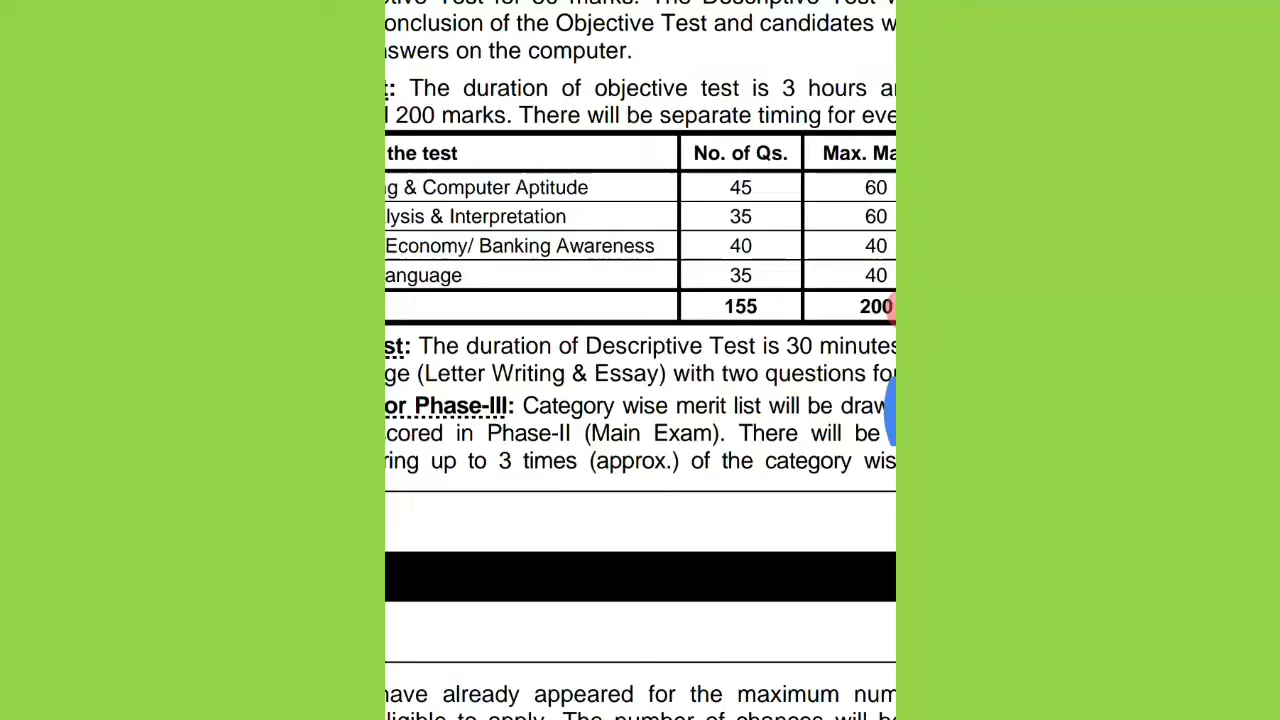 onclusion of the Objective Test and candidates
swers on the computer.
The duration of objective test is 3 hours
200 marks. There will be separate timing for eve
the test No. of Qs. Max. Ma
g & Computer Aptitude 45 60
lysis & Interpretation 35 60
Economy/ Banking Awareness 40 40
anguage 35 40
155 200
st: The duration of Descriptive Test is 30 minutes
ge (Letter Writing & Essay) with two questions fo
or Phase-III: Category wise merit list will be draw
cored in Phase-II (Main Exam). There will be
ring up to 3 times (approx.) of the category wis
have already appeared for the maximum num